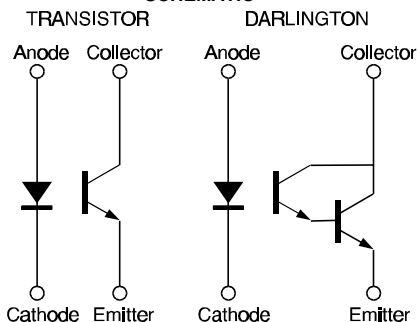 TRANSISTOR DARLINGTON
Anode Collector Anode Collector
Cathode Emitter Cathode Emitter